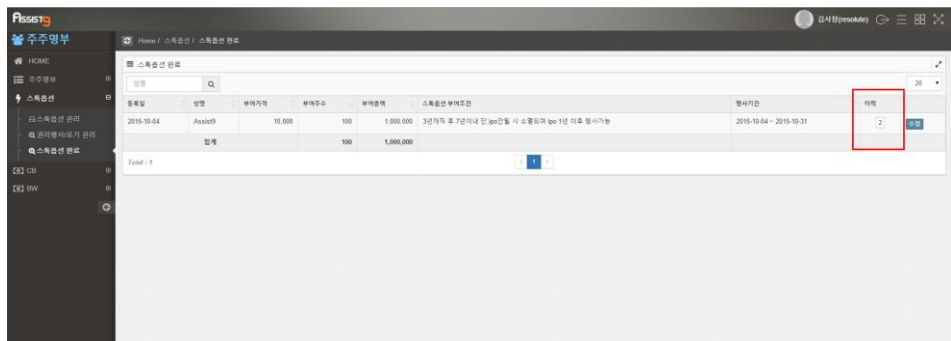 Assist9
김사장(resolute)
주주명부
Home / 스톡옵션 / 스톡옵션 완료
HOME
주주명부
스톡옵션
스톡옵션 관리
권리행사/포기 관리
스톡옵션 완료
CB
BW
스톡옵션 완료
성명
20
등록일 성명 부여가격 부여주수 부여총액 스톡옵션 부여조건 행사기간 이력
2015-10-04 Assist9 10,000 100 1,000,000 3년재직 후 7년이내 단,ipo안될 시 소멸되며 ipo 1년 이후 행사가능 2015-10-04 ~ 2015-10-31 2 수정
합계 100 1,000,000
Total : 1
1